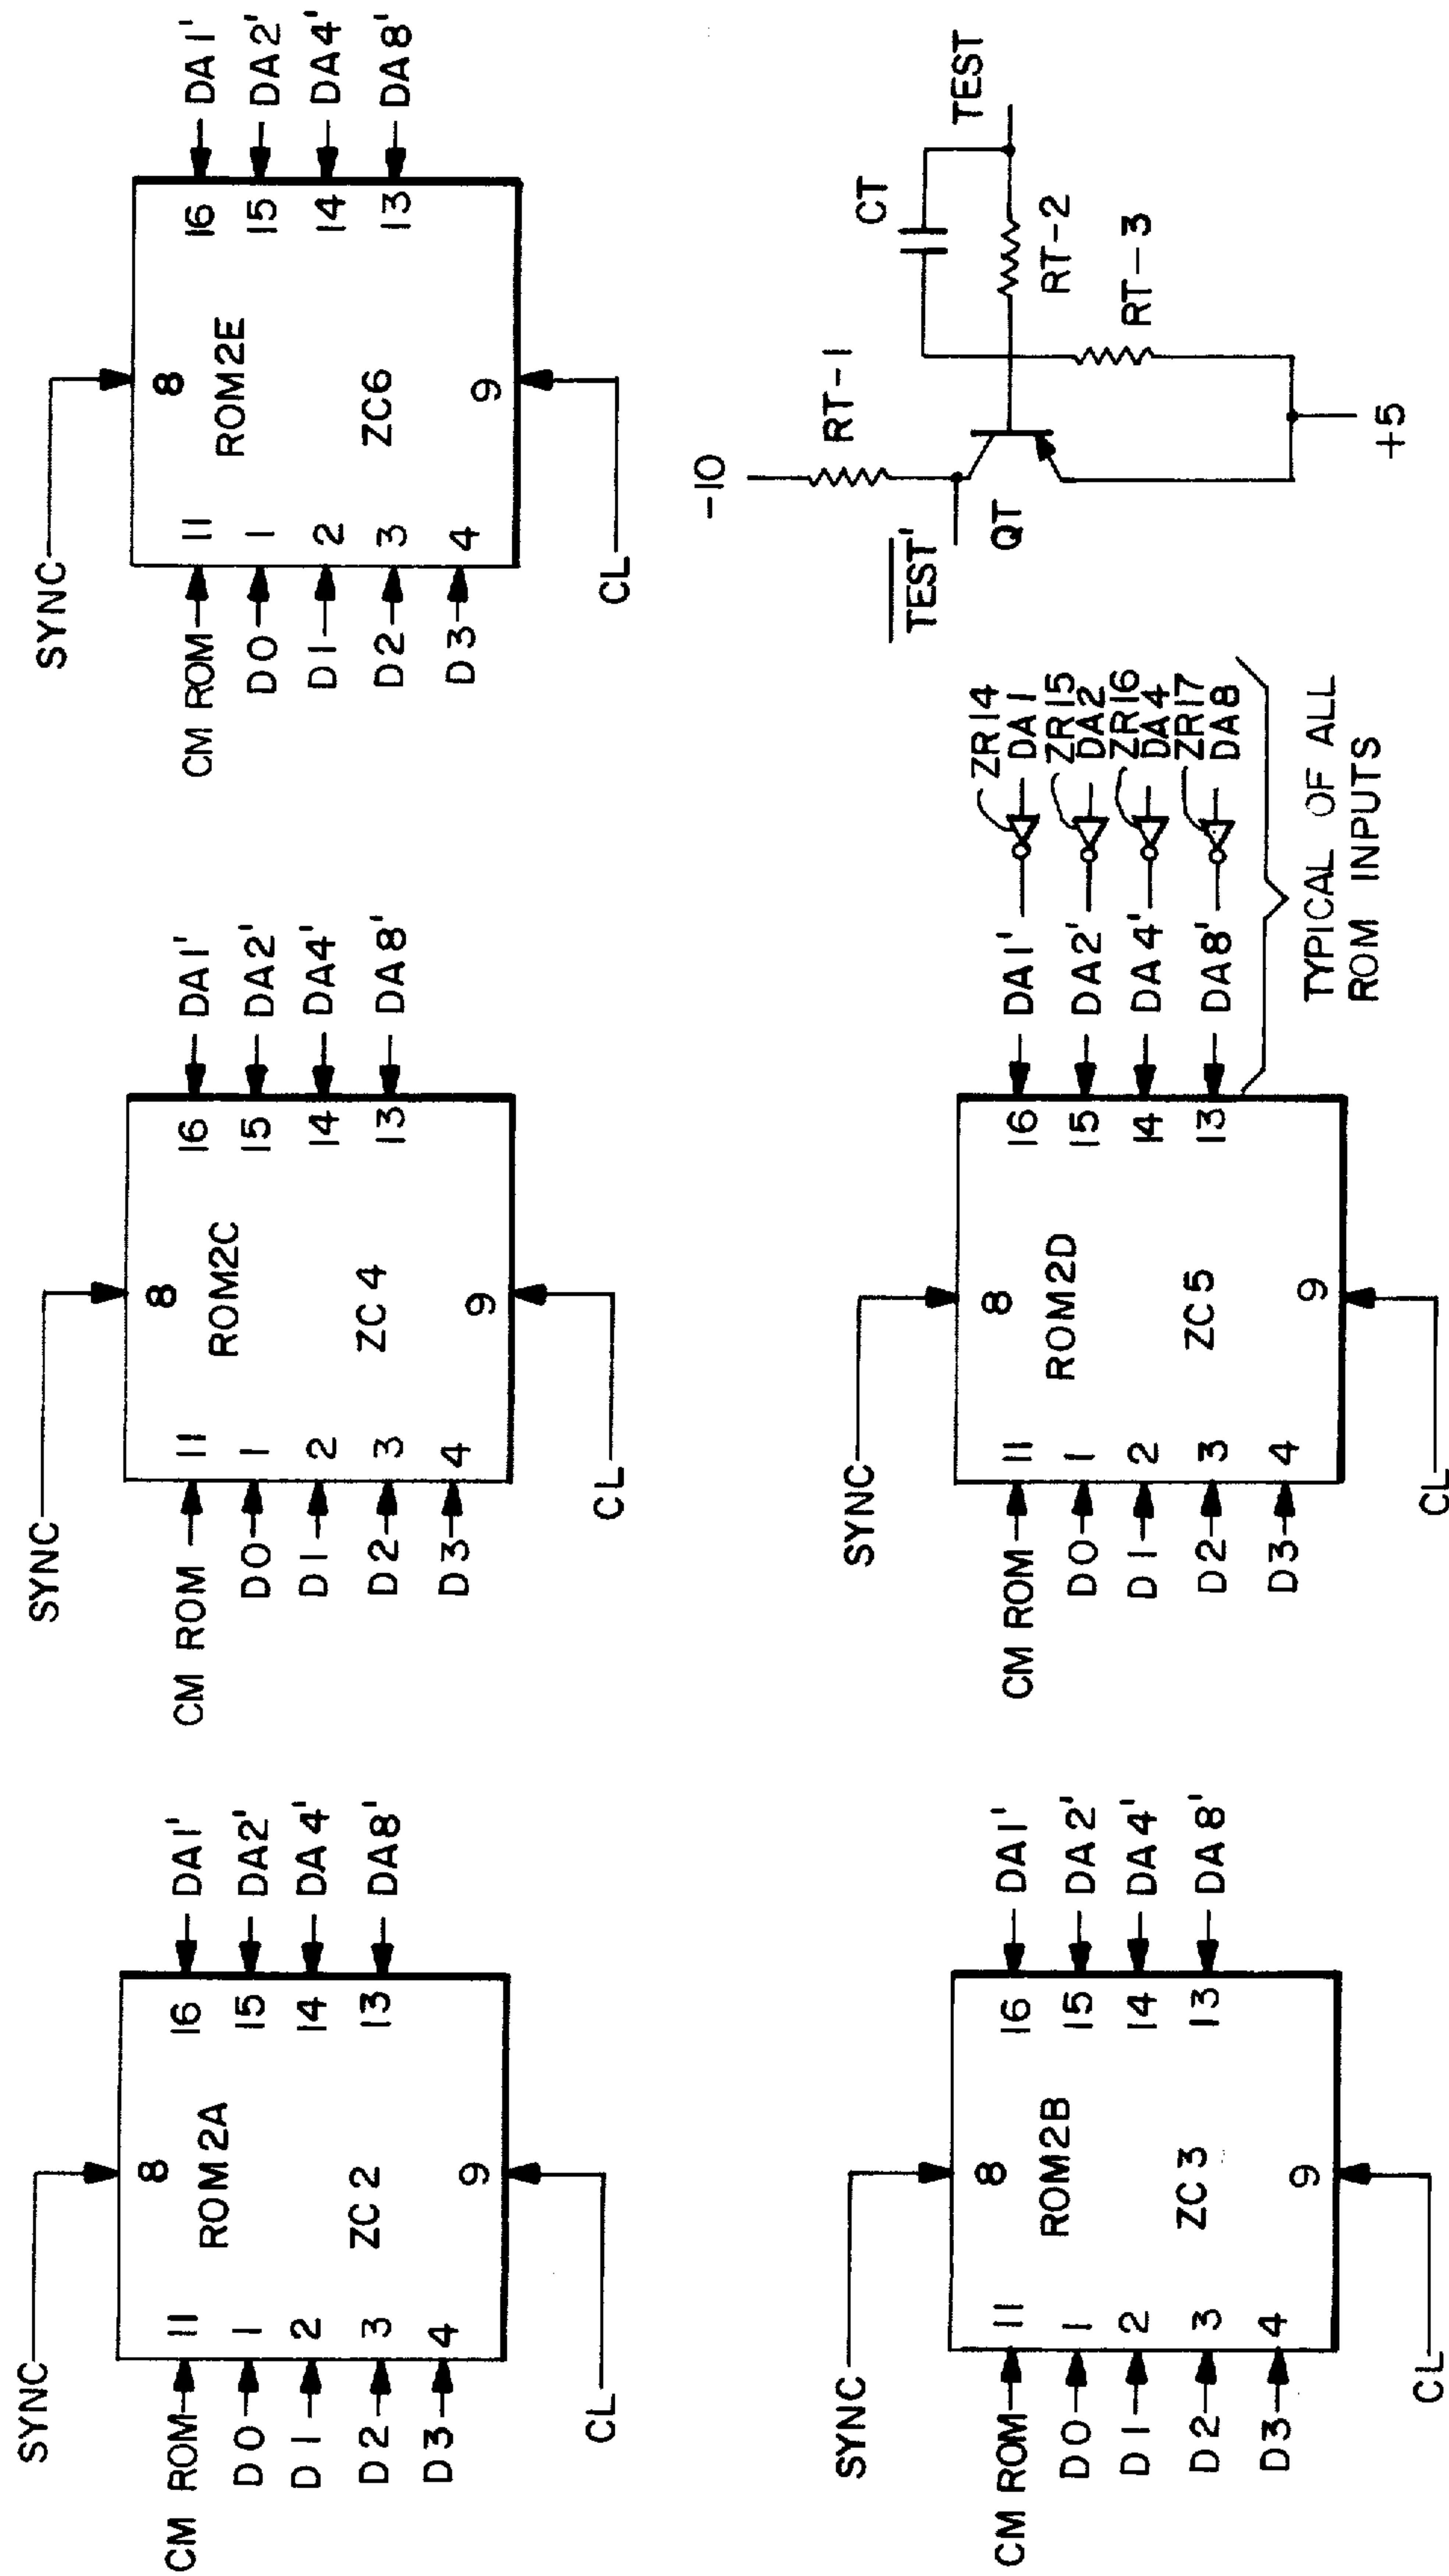 SYNC
8
ROM2A
ZC2
9
CM ROM
11
D0
1
D1
2
D2
3
D3
4
16
DA1'
15
DA2'
14
DA4'
13
DA8'
CL
SYNC
8
ROM2C
ZC4
9
CM ROM
11
D0
1
D1
2
D2
3
D3
4
16
DA1'
15
DA2'
14
DA4'
13
DA8'
CL
SYNC
8
ROM2E
ZC6
9
CM ROM
11
D0
1
D1
2
D2
3
D3
4
16
DA1'
15
DA2'
14
DA4'
13
DA8'
CL
SYNC
8
ROM2B
ZC3
9
CM ROM
11
D0
1
D1
2
D2
3
D3
4
16
DA1'
15
DA2'
14
DA4'
13
DA8'
CL
SYNC
8
ROM2D
ZC5
9
CM ROM
11
D0
1
D1
2
D2
3
D3
4
16
DA1'
15
DA2'
14
DA4'
13
DA8'
CL
ZR14
DA1
ZR15
DA2
ZR16
DA4
ZR17
DA8
TYPICAL OF ALL
ROM INPUTS
-10
RT-1
TEST'
QT
CT
TEST
RT-2
RT-3
+5